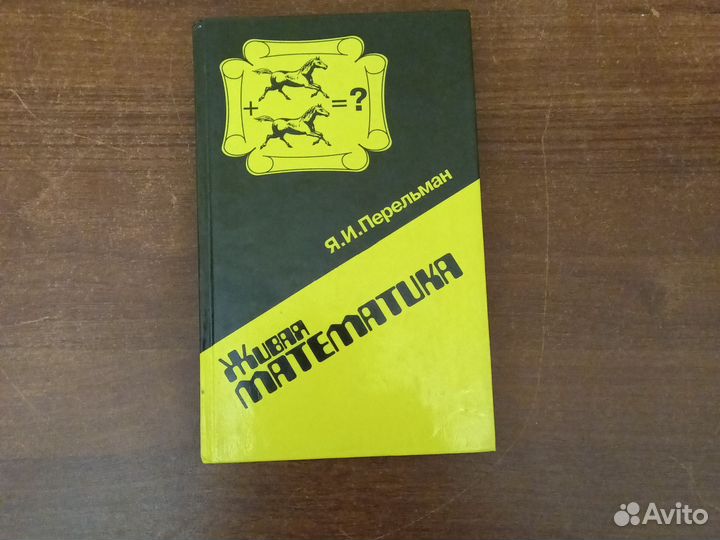 + = ?
Я.И.Перельман
Живая
МАТЕМАТИКА
Avito